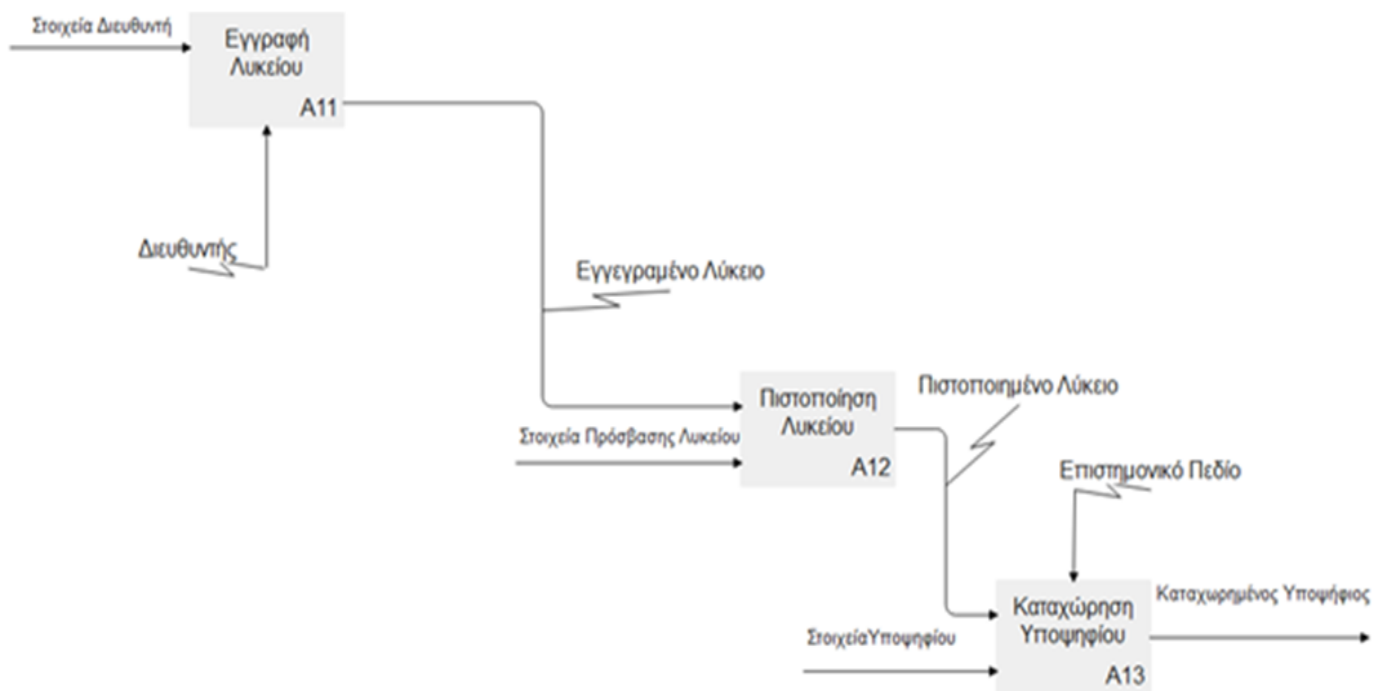 Στοιχεία Διευθυντή
Εγγραφή
Λυκείου
A11
Διευθυντής
Εγγεγραμένο Λύκειο
Πιστοποίηση
Λυκείου
A12
Στοιχεία Πρόσβασης Λυκείου
Πιστοποιημένο Λύκειο
Επιστημονικό Πεδίο
Καταχώρηση
Υποψηφίου
A13
ΣτοιχείαΥποψηφίου
Καταχωρημένος Υποψήφιος